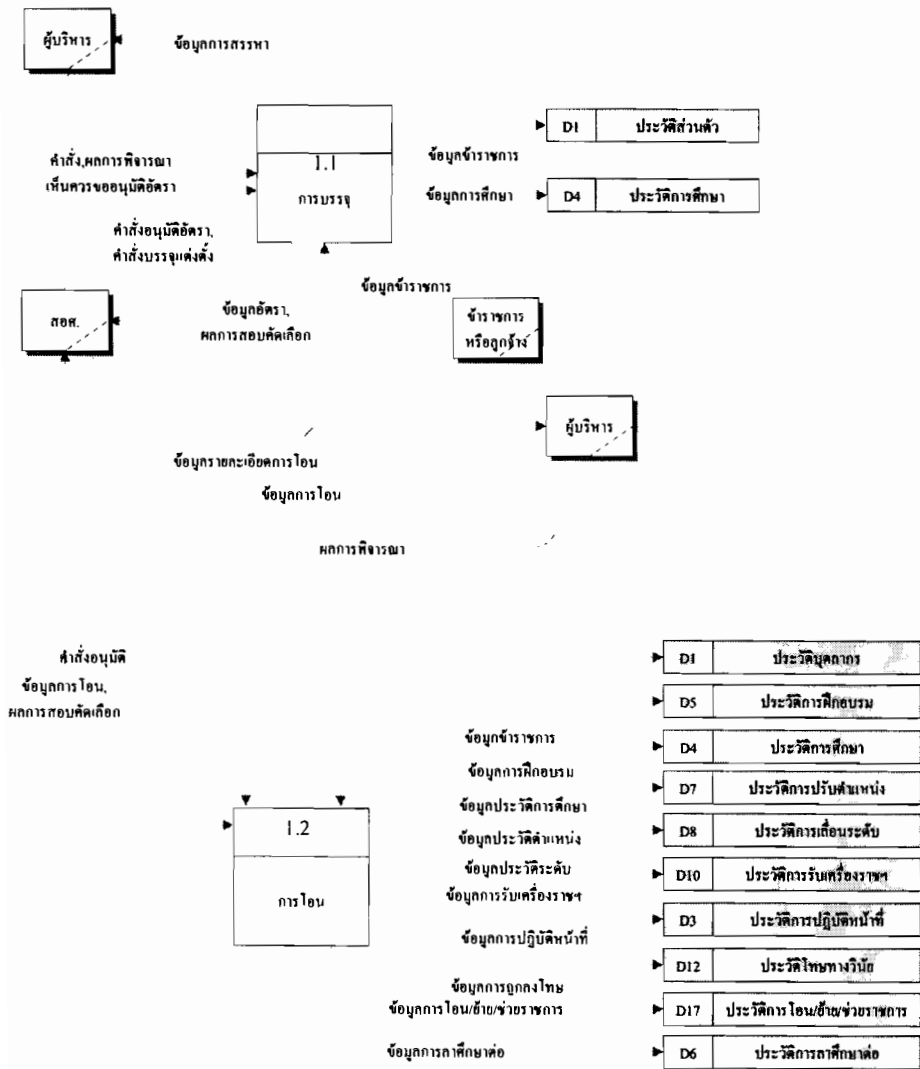 ผู้บริหาร
ข้อมูลการสรรหา
D1 ประวัติส่วนตัว
1.1
การบรรจุ
ข้อมูลข้าราชการ
คำสั่ง,ผลการพิจารณา
เห็นควรขออนุมัติอัตรา
ข้อมูลการศึกษา
D4 ประวัติการศึกษา
คำสั่งอนุมัติอัตรา,
คำสั่งบรรจุแต่งตั้ง
ข้อมูลข้าราชการ
สอศ.
ข้อมูลอัตรา,
ผลการสอบคัดเลือก
ข้าราชการ
หรือลูกจ้าง
ผู้บริหาร
ข้อมูลรายละเอียดการโอน
ข้อมูลการโอน
ผลการพิจารณา
คำสั่งอนุมัติ
D1 ประวัติบุคลากร
ข้อมูลการโอน,
ผลการสอบคัดเลือก
D5 ประวัติการฝึกอบรม
ข้อมูลข้าราชการ
D4 ประวัติการศึกษา
ข้อมูลการฝึกอบรม
D7 ประวัติการปรับตำแหน่ง
ข้อมูลประวัติการศึกษา
1.2
การโอน
ข้อมูลประวัติตำแหน่ง
D8 ประวัติการเลื่อนระดับ
ข้อมูลประวัติระดับ
D10 ประวัติการรับเครื่องราชฯ
ข้อมูลการรับเครื่องราชฯ
D3 ประวัติการปฏิบัติหน้าที่
ข้อมูลการปฏิบัติหน้าที่
D12 ประวัติโทษทางวินัย
ข้อมูลการถูกลงโทษ
ข้อมูลการโอน/ย้าย/ช่วยราชการ
D17 ประวัติการโอน/ย้าย/ช่วยราชการ
ข้อมูลการลาศึกษาต่อ
D6 ประวัติการลาศึกษาต่อ